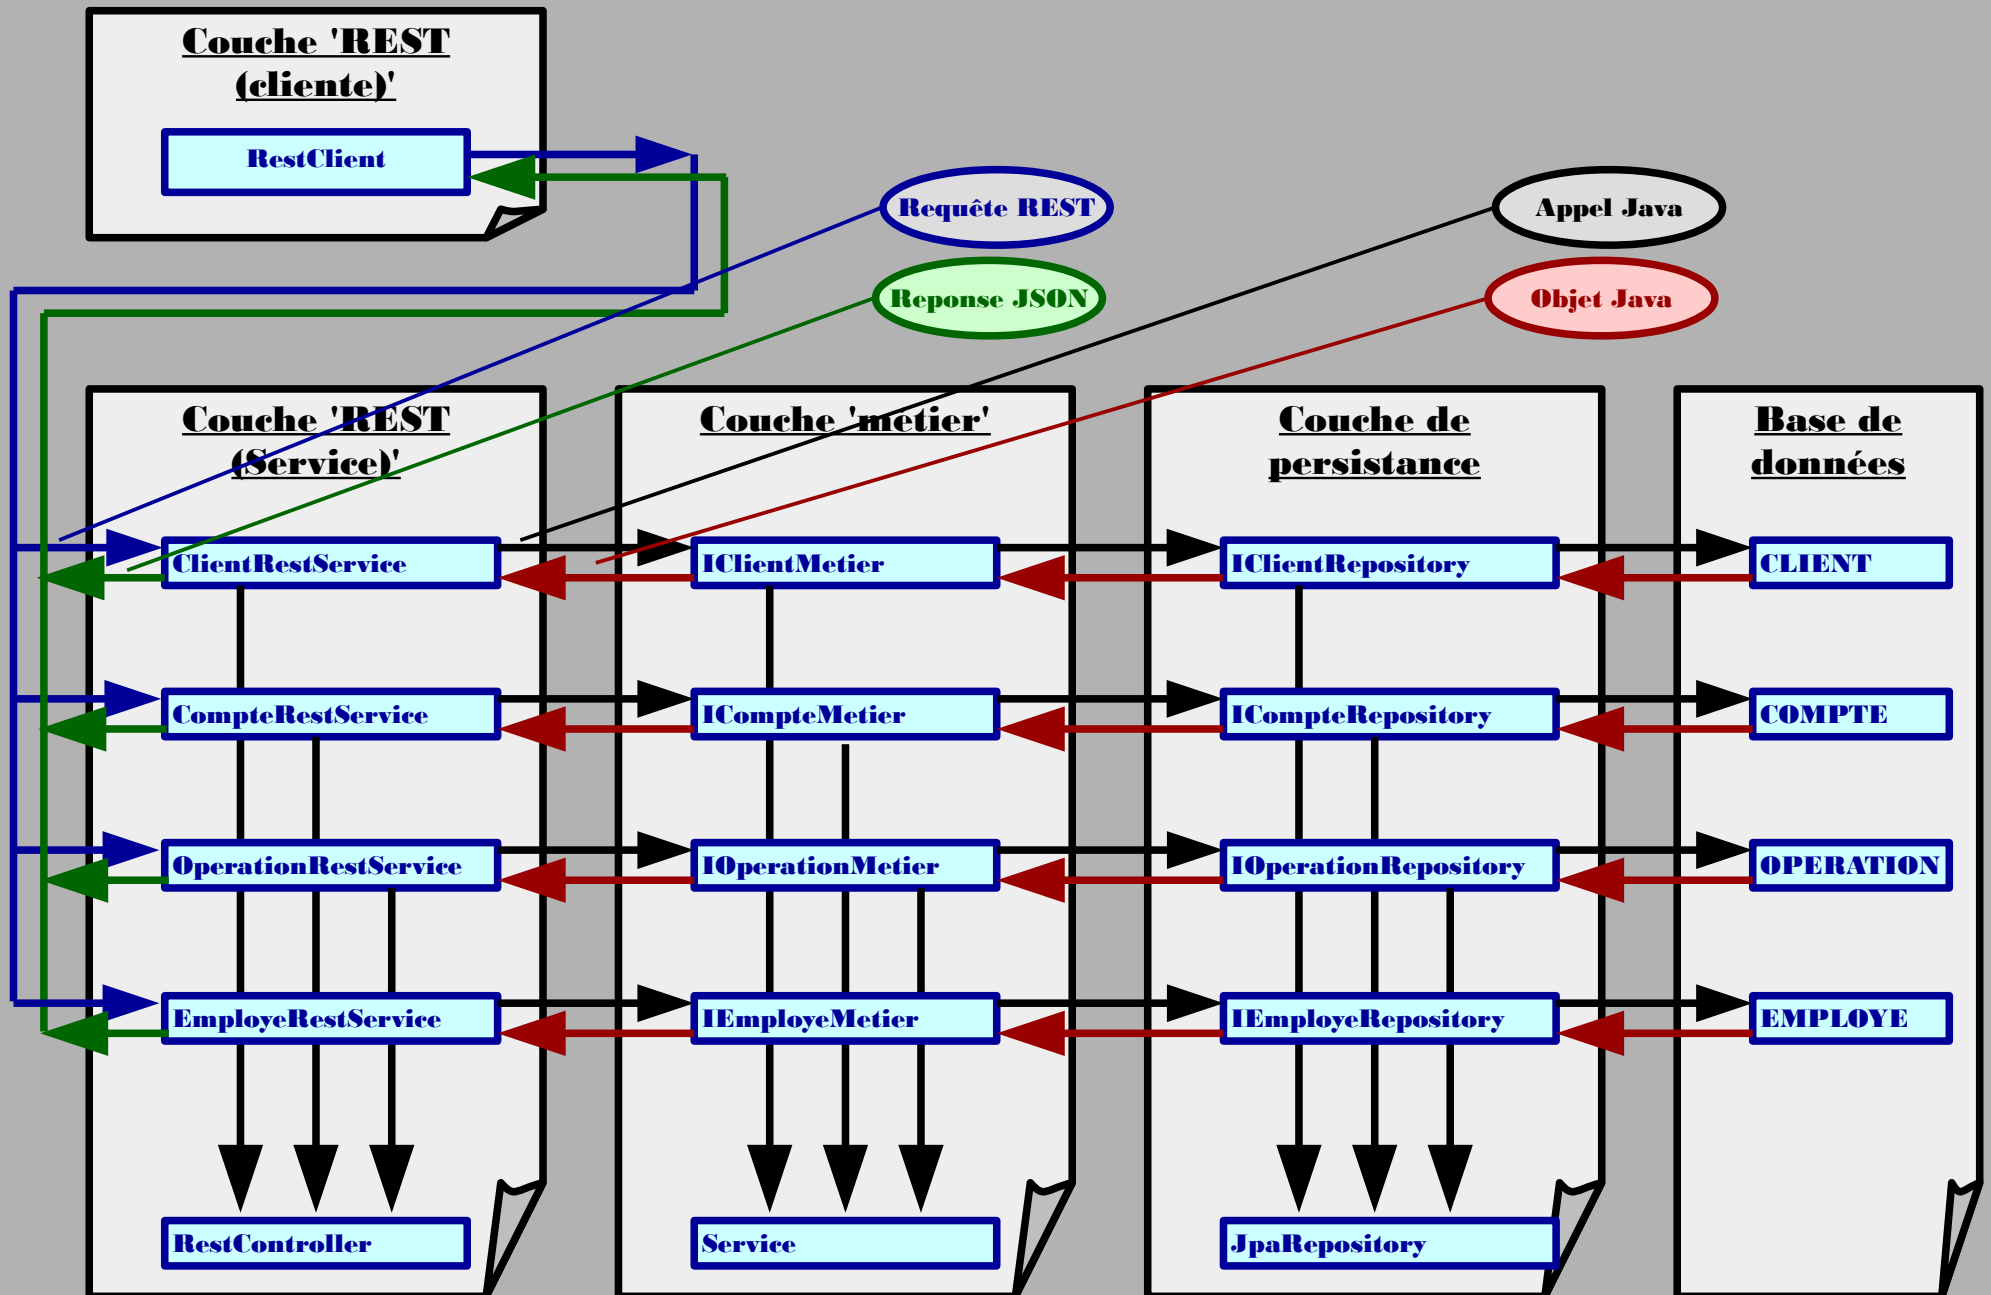 Couche 'REST
(cliente)'
RestClient
Requête REST
Appel Java
Reponse JSON
Objet Java
Couche 'REST
(Service)'
Couche 'métier'
Couche de
persistance
Base de
données
ClientRestService
IClientMetier
IClientRepository
CLIENT
CompteRestService
ICompteMetier
ICompteRepository
COMPTE
OperationRestService
IOperationMetier
IOperationRepository
OPERATION
EmployeRestService
IEmployeMetier
IEmployeRepository
EMPLOYE
RestController
Service
JpaRepository